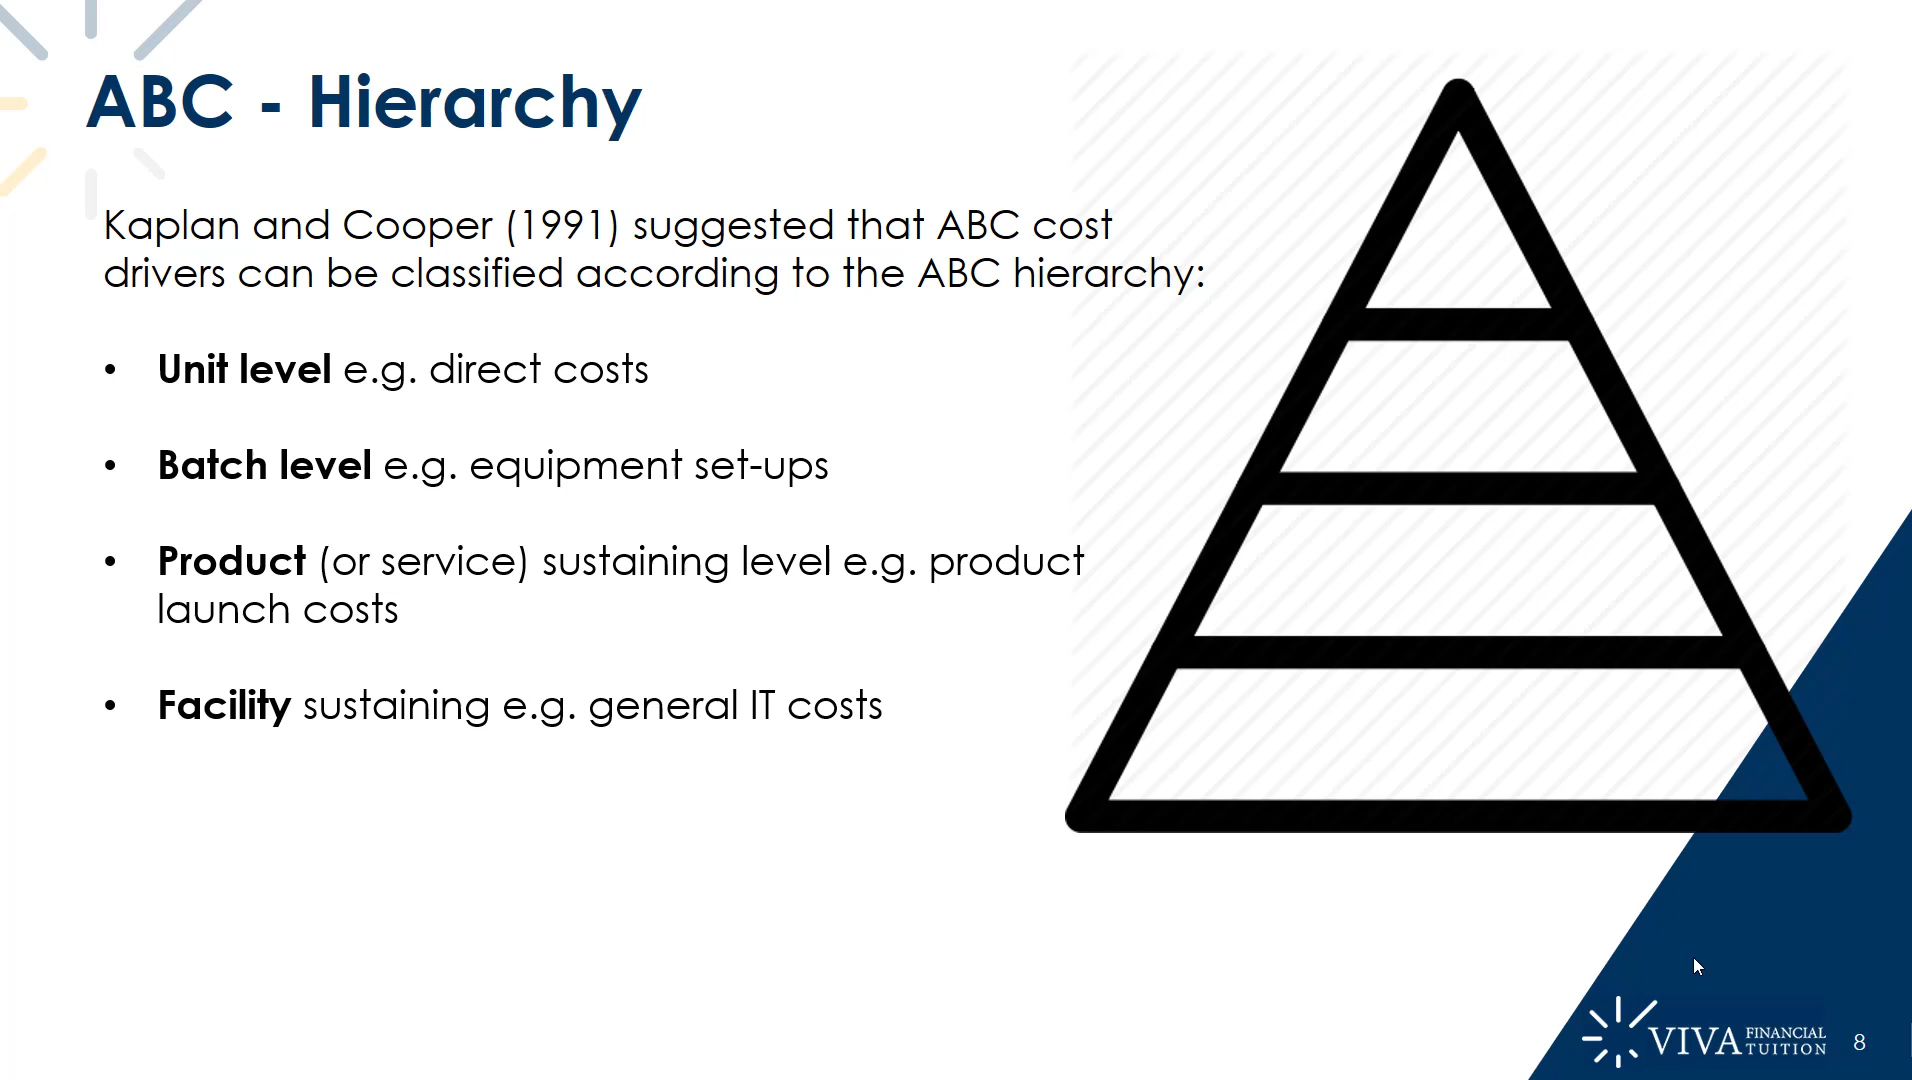 ABC - Hierarchy
Kaplan and Cooper (1991) suggested that ABC cost
drivers can be classified according to the ABC hierarchy:
• Unit level e.g. direct costs
• Batch level e.g. equipment set-ups
• Product (or service) sustaining level e.g. product
launch costs
• Facility sustaining e.g. general IT costs
VIVA FINANCIAL
TUITION
8